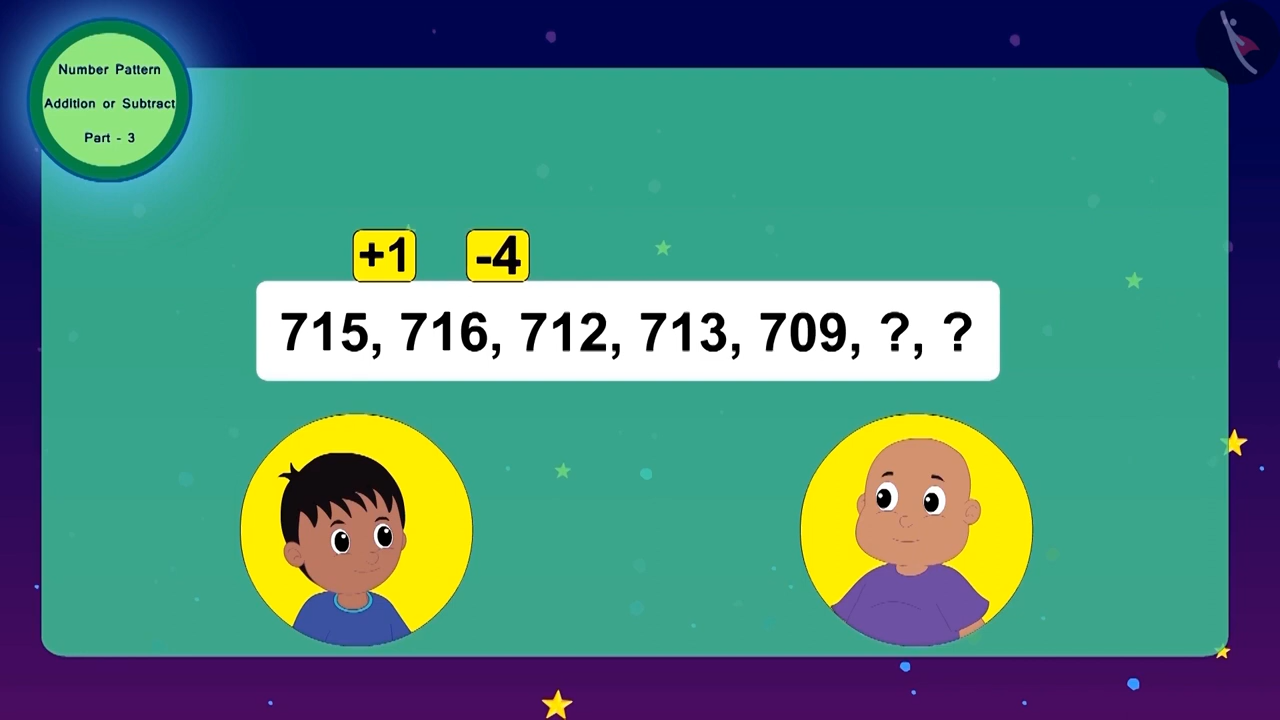 Number Pattern
Addition or Subtract
Part - 3
+1 -4
715, 716, 712, 713, 709, ?, ?